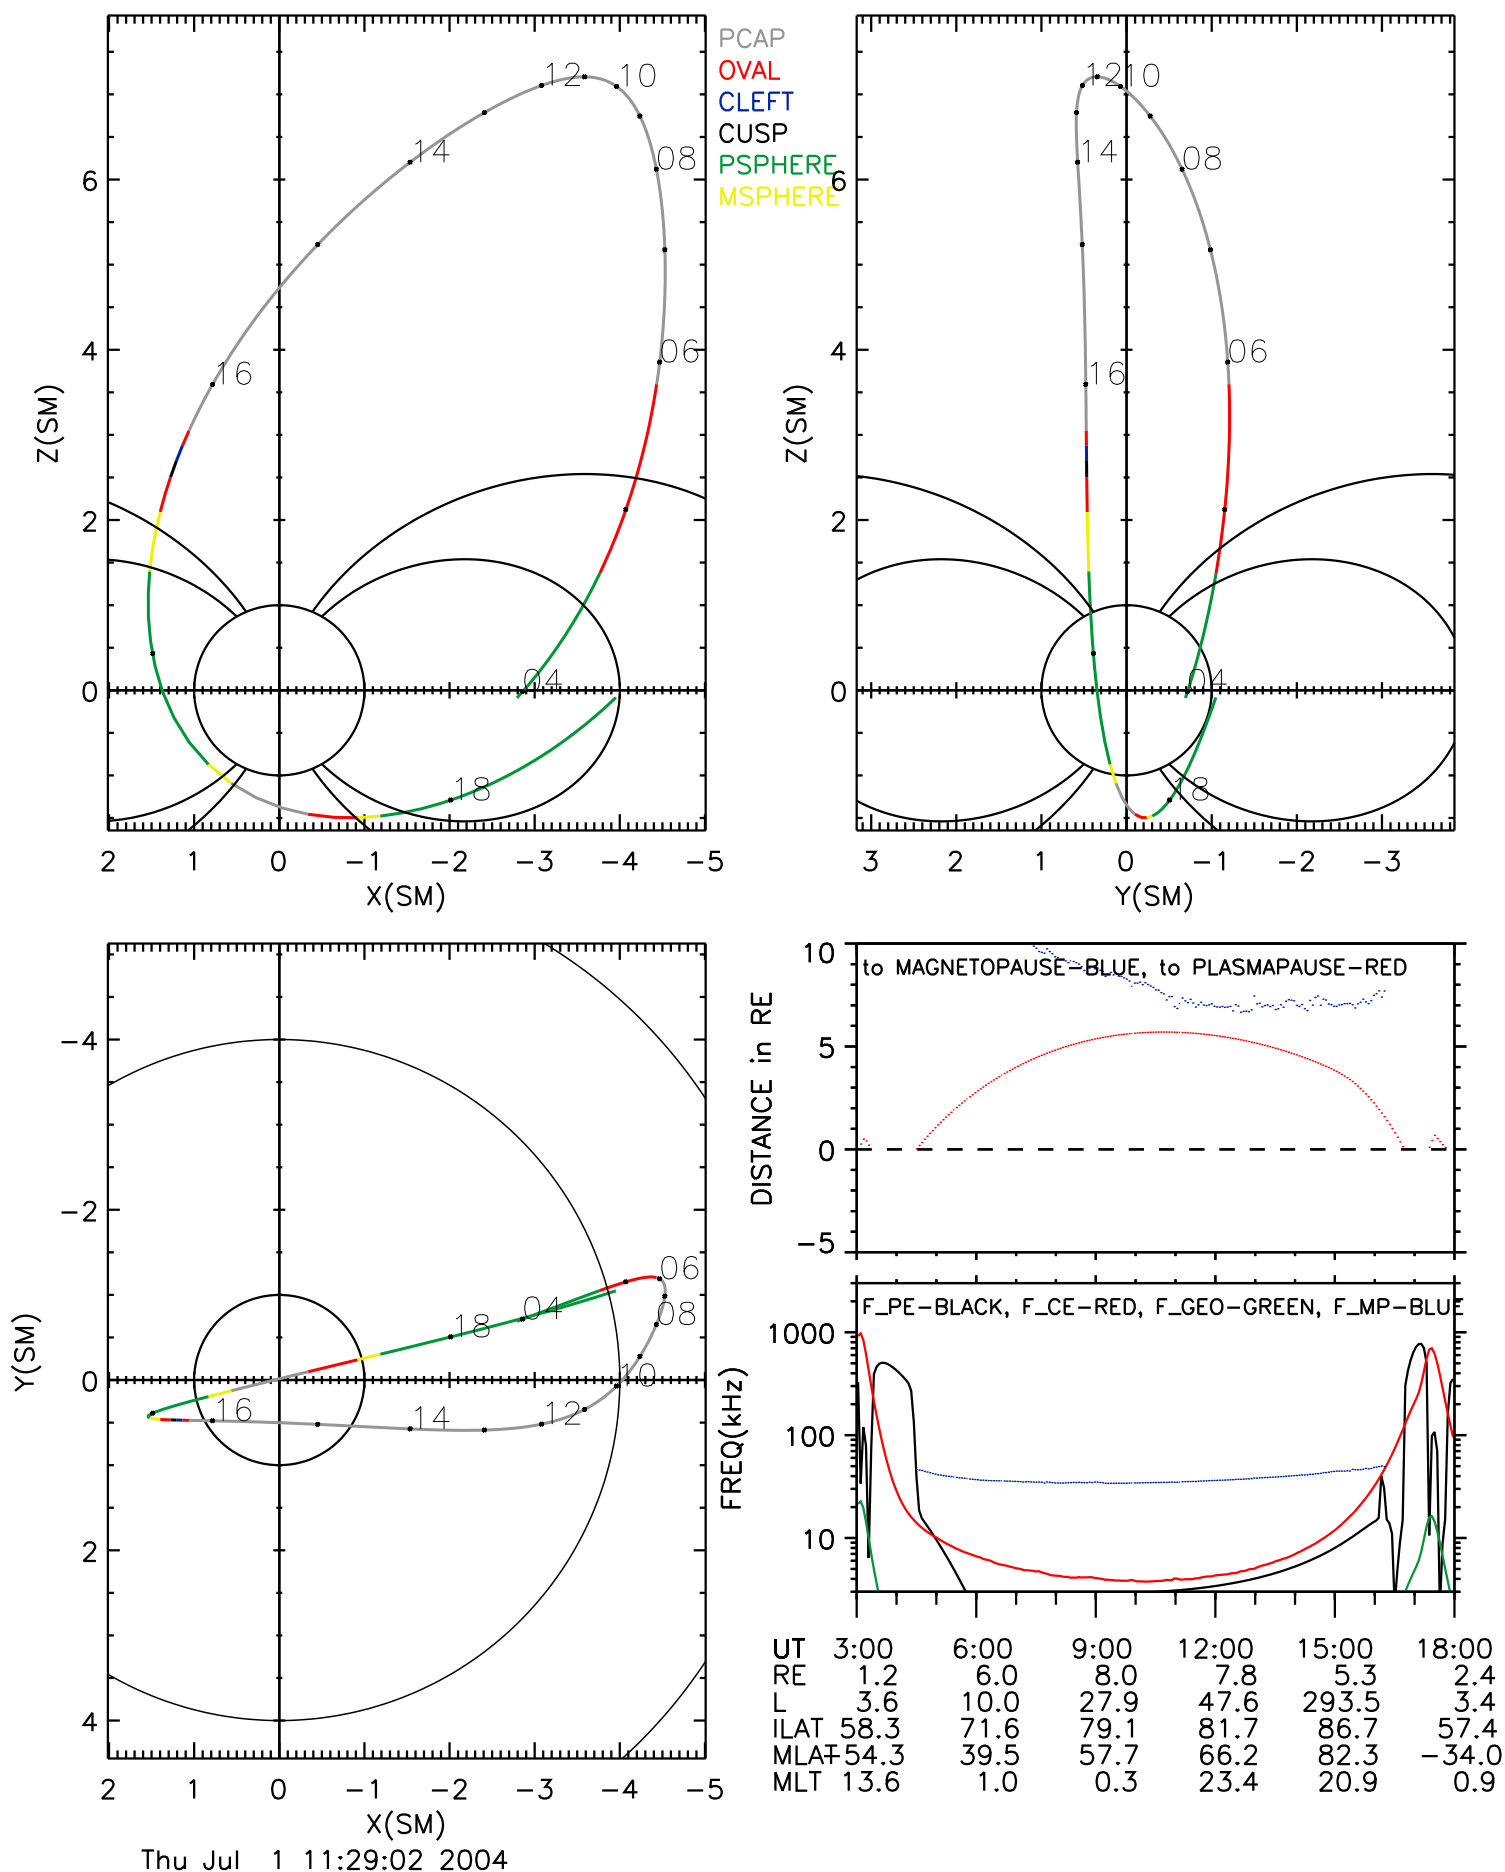 PCAP
OVAL
CLEFT
CUSP
PSPHERE
MSPHERE
12 10
14
08
16
06
04
18
6
4
2
0
Z(SM)
2 1 0 -1 -2 -3 -4 -5
X(SM)
1210
14
08
16
06
04
18
6
4
2
0
Z(SM)
3 2 1 0 -1 -2 -3
Y(SM)
-4
-2
0
2
4
Y(SM)
06
04
18
08
10
16
14
12
2 1 0 -1 -2 -3 -4 -5
X(SM)
10
5
0
-5
DISTANCE in RE
to MAGNETOPAUSE-BLUE, to PLASMAPAUSE-RED
F_PE-BLACK, F_CE-RED, F_GEO-GREEN, F_MP-BLUE
1000
100
10
FREQ(kHz)
UT 3:00 6:00 9:00 12:00 15:00 18:00
RE 1.2 6.0 8.0 7.8 5.3 2.4
L 3.6 10.0 27.9 47.6 293.5 3.4
ILAT 58.3 71.6 79.1 81.7 86.7 57.4
MLAT-54.3 39.5 57.7 66.2 82.3 -34.0
MLT 13.6 1.0 0.3 23.4 20.9 0.9
Thu Jul 1 11:29:02 2004